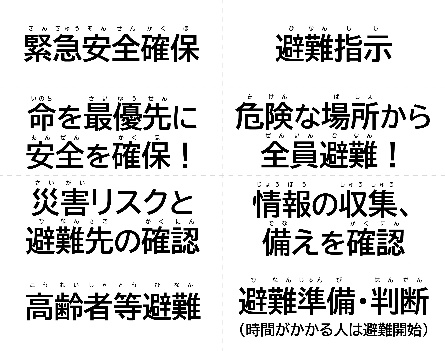 緊急安全確保
命を最優先に
安全を確保！
避難指示
危険な場所から
全員避難！
災害リスクと
避難先の確認
高齢者等避難
情報の収集、
備えを確認
避難準備・判断
（時間がかかる人は避難開始）